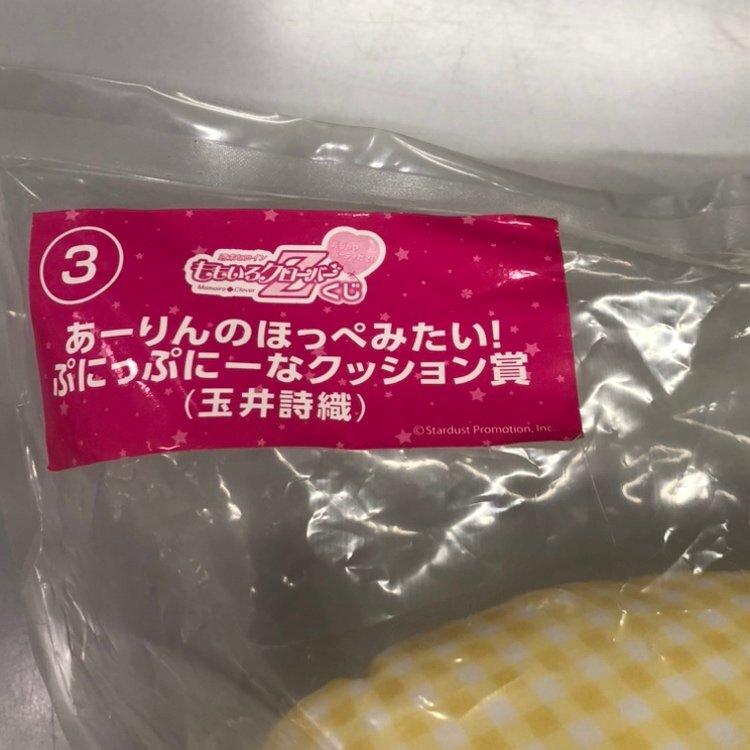 3
ももいろクローバーZ
くじ
Momoiro Clover
あーりんのほっぺみたい!
ぷにっぷにーなクッション賞
(玉井詩織)
©Stardust Promotion, Inc.